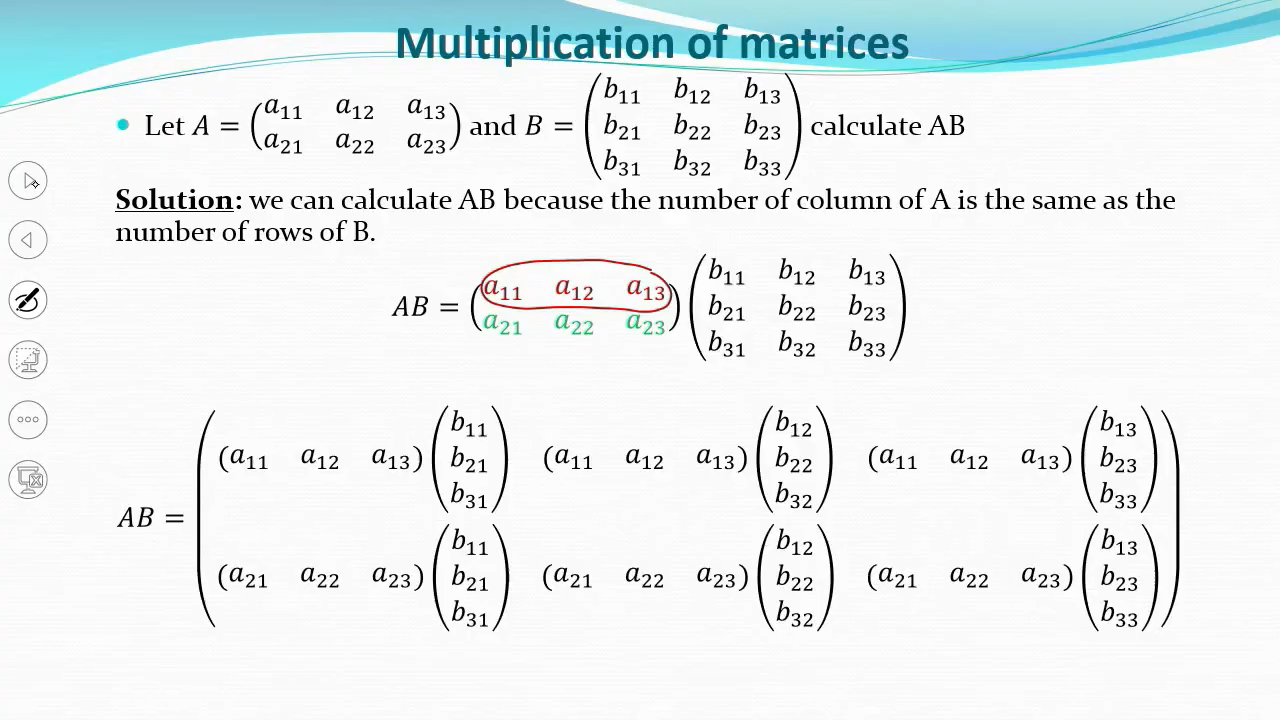 Multiplication of matrices
• Let A = (a₁₁ a₁₂ a₁₃ / a₂₁ a₂₂ a₂₃) and B = (b₁₁ b₁₂ b₁₃ / b₂₁ b₂₂ b₂₃ / b₃₁ b₃₂ b₃₃) calculate AB
Solution: we can calculate AB because the number of column of A is the same as the
number of rows of B.
AB = (a₁₁ a₁₂ a₁₃ / a₂₁ a₂₂ a₂₃) (b₁₁ b₁₂ b₁₃ / b₂₁ b₂₂ b₂₃ / b₃₁ b₃₂ b₃₃)
AB = ( (a₁₁ a₁₂ a₁₃) (b₁₁ / b₂₁ / b₃₁) (a₁₁ a₁₂ a₁₃) (b₁₂ / b₂₂ / b₃₂) (a₁₁ a₁₂ a₁₃) (b₁₃ / b₂₃ / b₃₃)
(a₂₁ a₂₂ a₂₃) (b₁₁ / b₂₁ / b₃₁) (a₂₁ a₂₂ a₂₃) (b₁₂ / b₂₂ / b₃₂) (a₂₁ a₂₂ a₂₃) (b₁₃ / b₂₃ / b₃₃) )